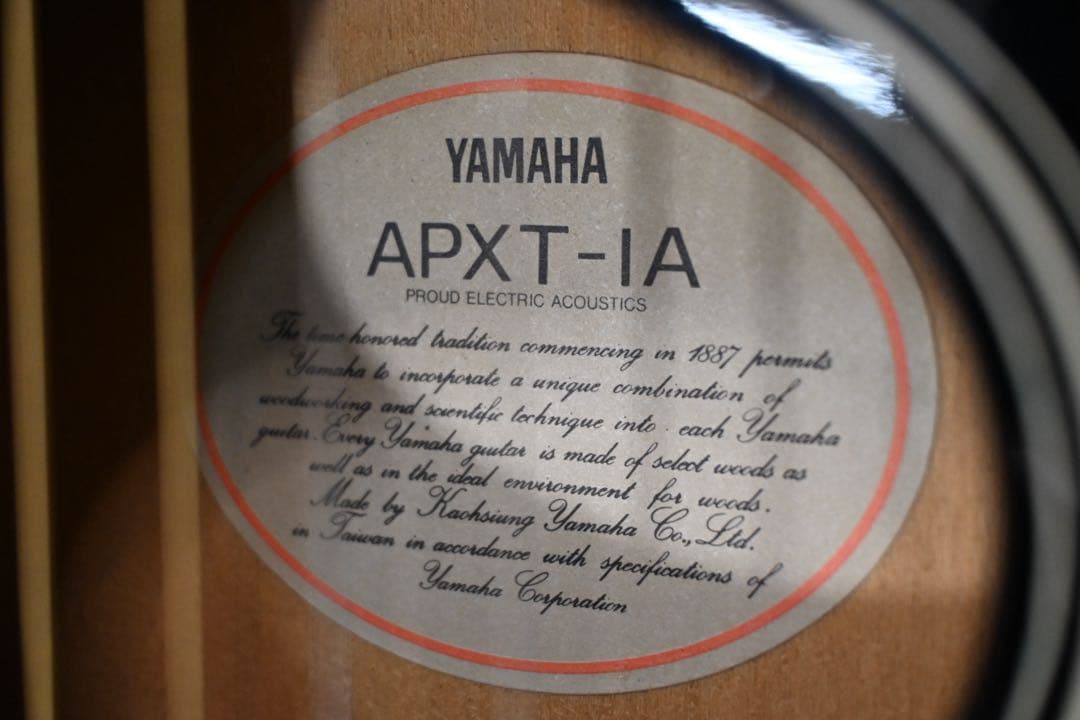 YAMAHA
APXT-1A
PROUD ELECTRIC ACOUSTICS
The time honored tradition commencing in 1887 permits
Yamaha to incorporate a unique combination of
woodworking and scientific technique into each Yamaha
guitar. Every Yamaha guitar is made of select woods as
well as in the ideal environment for woods.
Made by Kaohsiung Yamaha Co., Ltd.
in Taiwan in accordance with specifications of
Yamaha Corporation